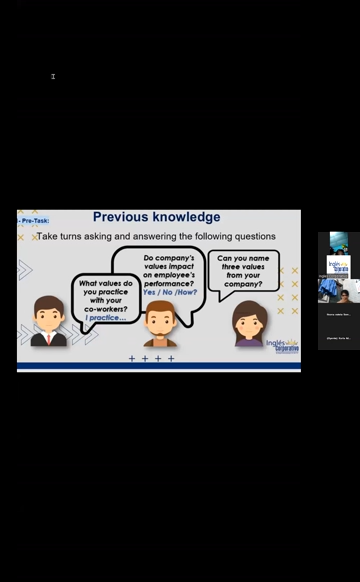 I- Pre-Task:
Previous knowledge
Take turns asking and answering the following questions
What values do
you practice
with your
co-workers?
I practice...
Do company's
values impact
on employee's
performance?
Yes / No /How?
Can you name
three values
from your
company?
Inglés
Corporativo